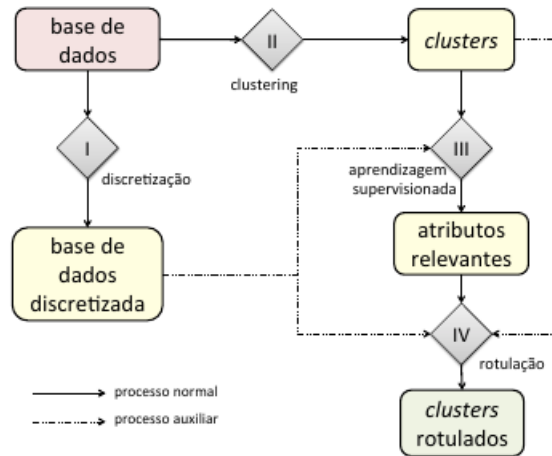 base de
dados
II
clustering
clusters
I
discretização
III
aprendizagem
supervisionada
base de
dados
discretizada
atributos
relevantes
IV
rotulação
processo normal
processo auxiliar
clusters
rotulados